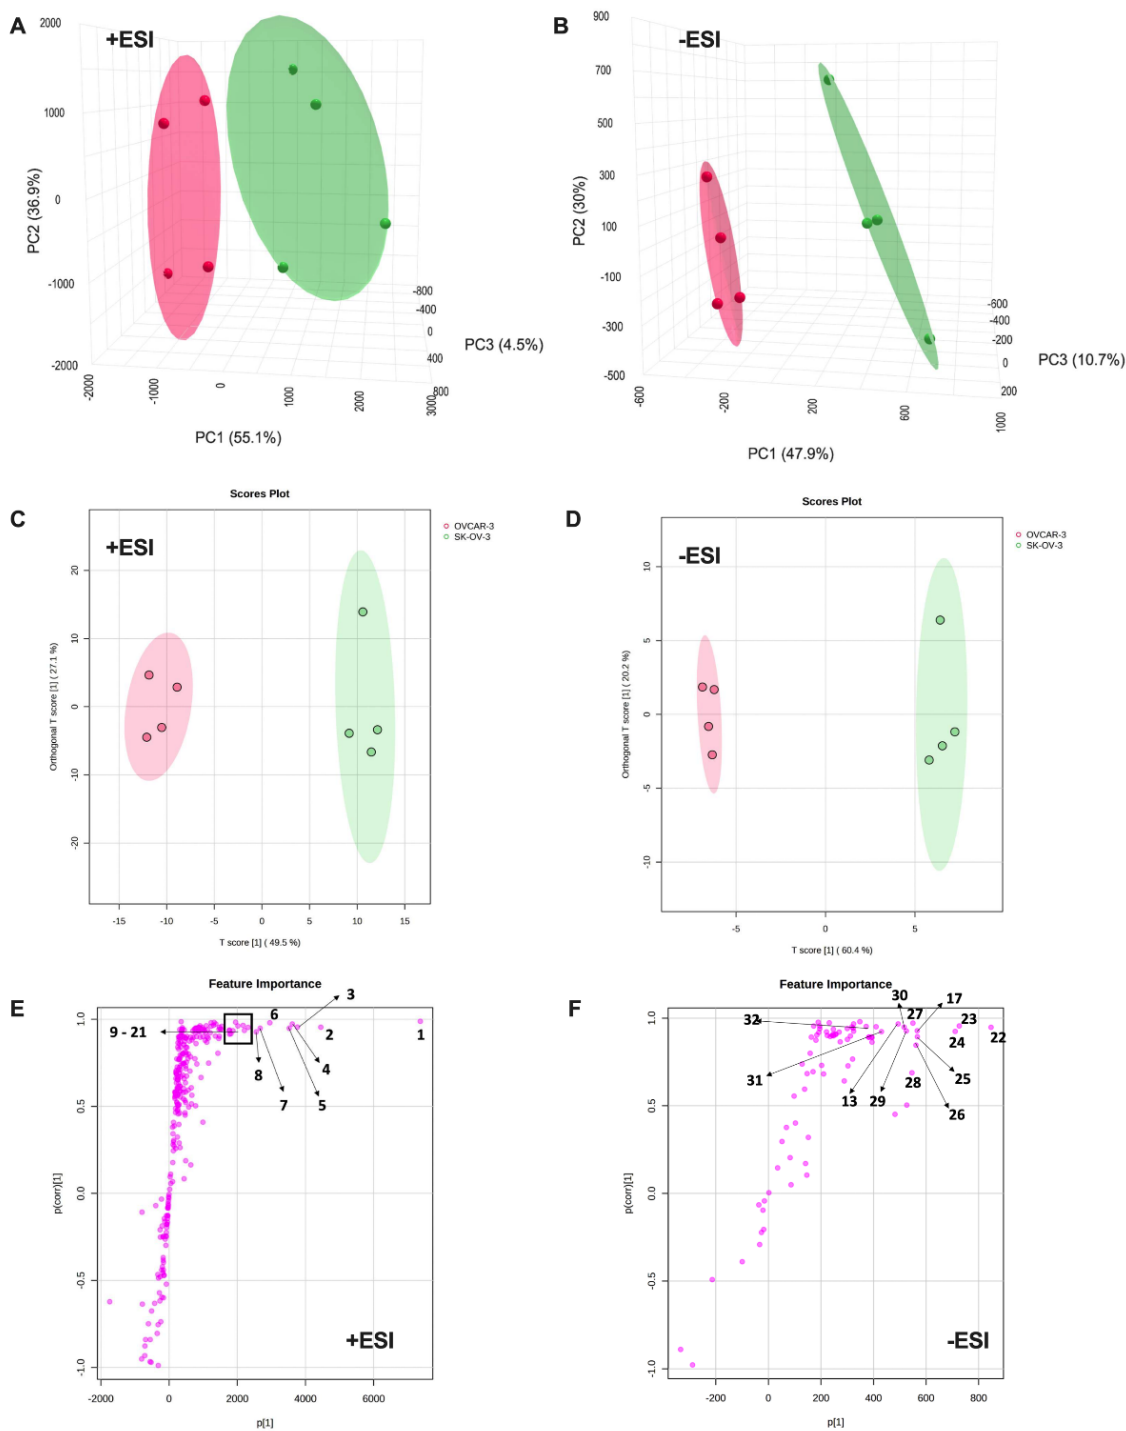 A
+ESI
2000
1000
0
-1000
-2000
PC2 (36.9%)
-2000
-1000
0
1000
2000
3000
PC1 (55.1%)
-800
-400
0
400
800
PC3 (4.5%)
B
-ESI
900
700
500
300
100
-100
-300
-500
PC2 (30%)
-600
-200
200
600
1000
PC1 (47.9%)
-600
-400
-200
0
200
PC3 (10.7%)
C
Scores Plot
+ESI
OVCAR-3
SK-OV-3
20
10
0
-10
-20
Orthogonal T score [1] ( 27.1 %)
-15
-10
-5
0
5
10
15
T score [1] ( 49.5 %)
D
Scores Plot
-ESI
OVCAR-3
SK-OV-3
10
5
0
-5
-10
Orthogonal T score [1] ( 20.2 %)
-5
0
5
T score [1] ( 60.4 %)
E
Feature Importance
3
6
2
1
9 - 21
8
4
7
5
1.0
0.5
0.0
-0.5
-1.0
p(corr)[1]
+ESI
-2000
0
2000
4000
6000
p[1]
F
Feature Importance
30
17
32
27
23
24
22
31
28
25
13
29
26
1.0
0.5
0.0
-0.5
-1.0
p(corr)[1]
-ESI
-200
0
200
400
600
800
p[1]